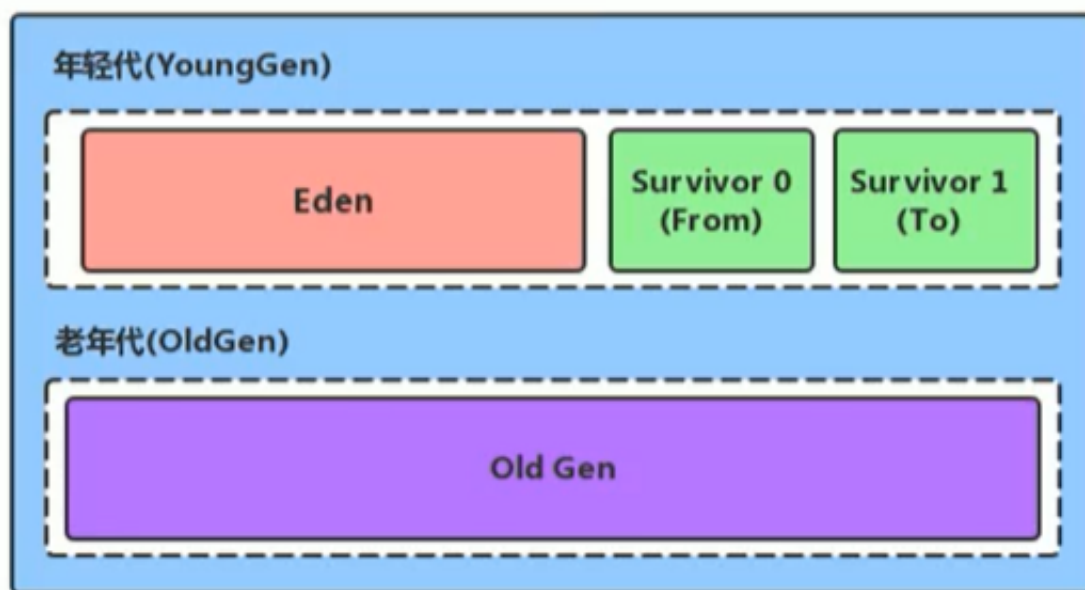 年轻代(YoungGen)
Eden
Survivor 0
(From)
Survivor 1
(To)
老年代(OldGen)
Old Gen